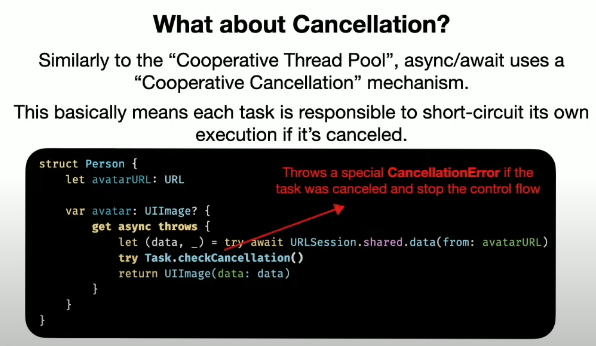 What about Cancellation?
Similarly to the “Cooperative Thread Pool”, async/await uses a
“Cooperative Cancellation” mechanism.
This basically means each task is responsible to short-circuit its own
execution if it’s canceled.
struct Person {
let avatarURL: URL
Throws a special CancellationError if the
task was canceled and stop the control flow
var avatar: UIImage? {
get async throws {
let (data, _) = try await URLSession.shared.data(from: avatarURL)
try Task.checkCancellation()
return UIImage(data: data)
}
}
}